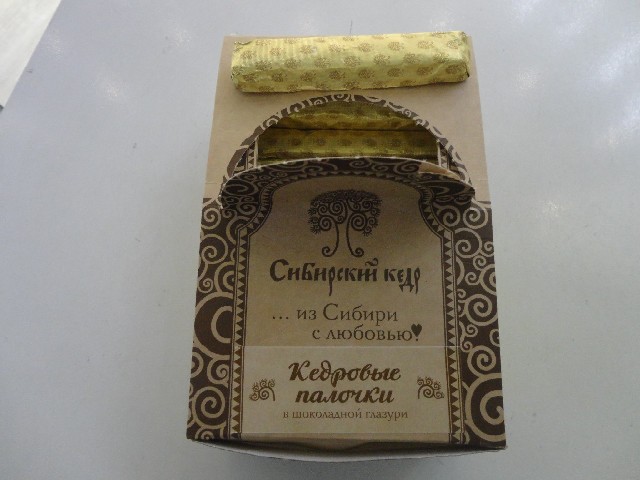 Сибирский кедр
... из Сибири
с любовью!
Кедровые
палочки
в шоколадной глазури